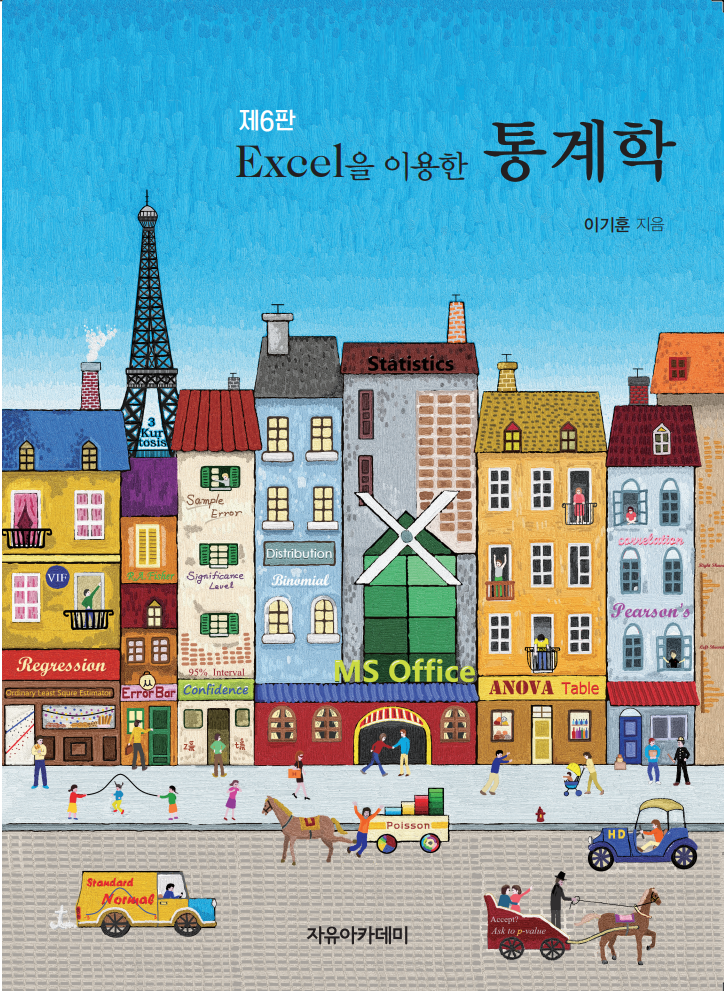 제6판
Excel을 이용한 통계학
이기훈 지음
Statistics
3
Kur
tosis
Sample
Error
Distribution
VIF
Significance
Level
Binomial
correlation
Pearson's
Regression
95% Interval
MS Office
Ordinary Least Squre Estimator
μ
Error Bar
Confidence
ANOVA Table
Poisson
HD
Standard
Normal
Accept?
Ask to p-value
자유아카데미